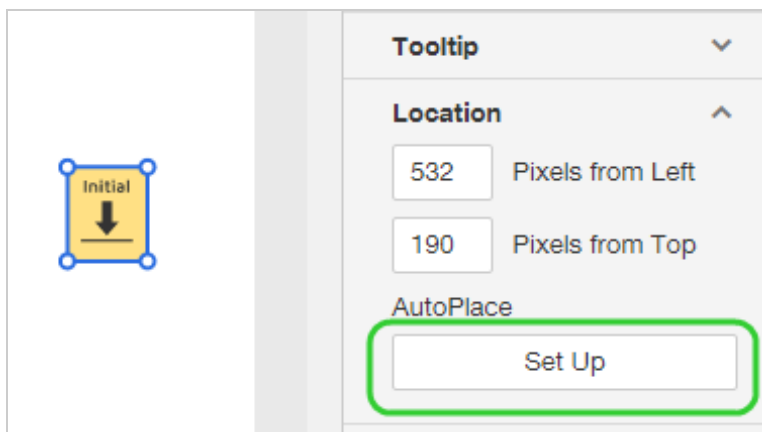 Initial
Tooltip
Location
532 Pixels from Left
190 Pixels from Top
AutoPlace
Set Up